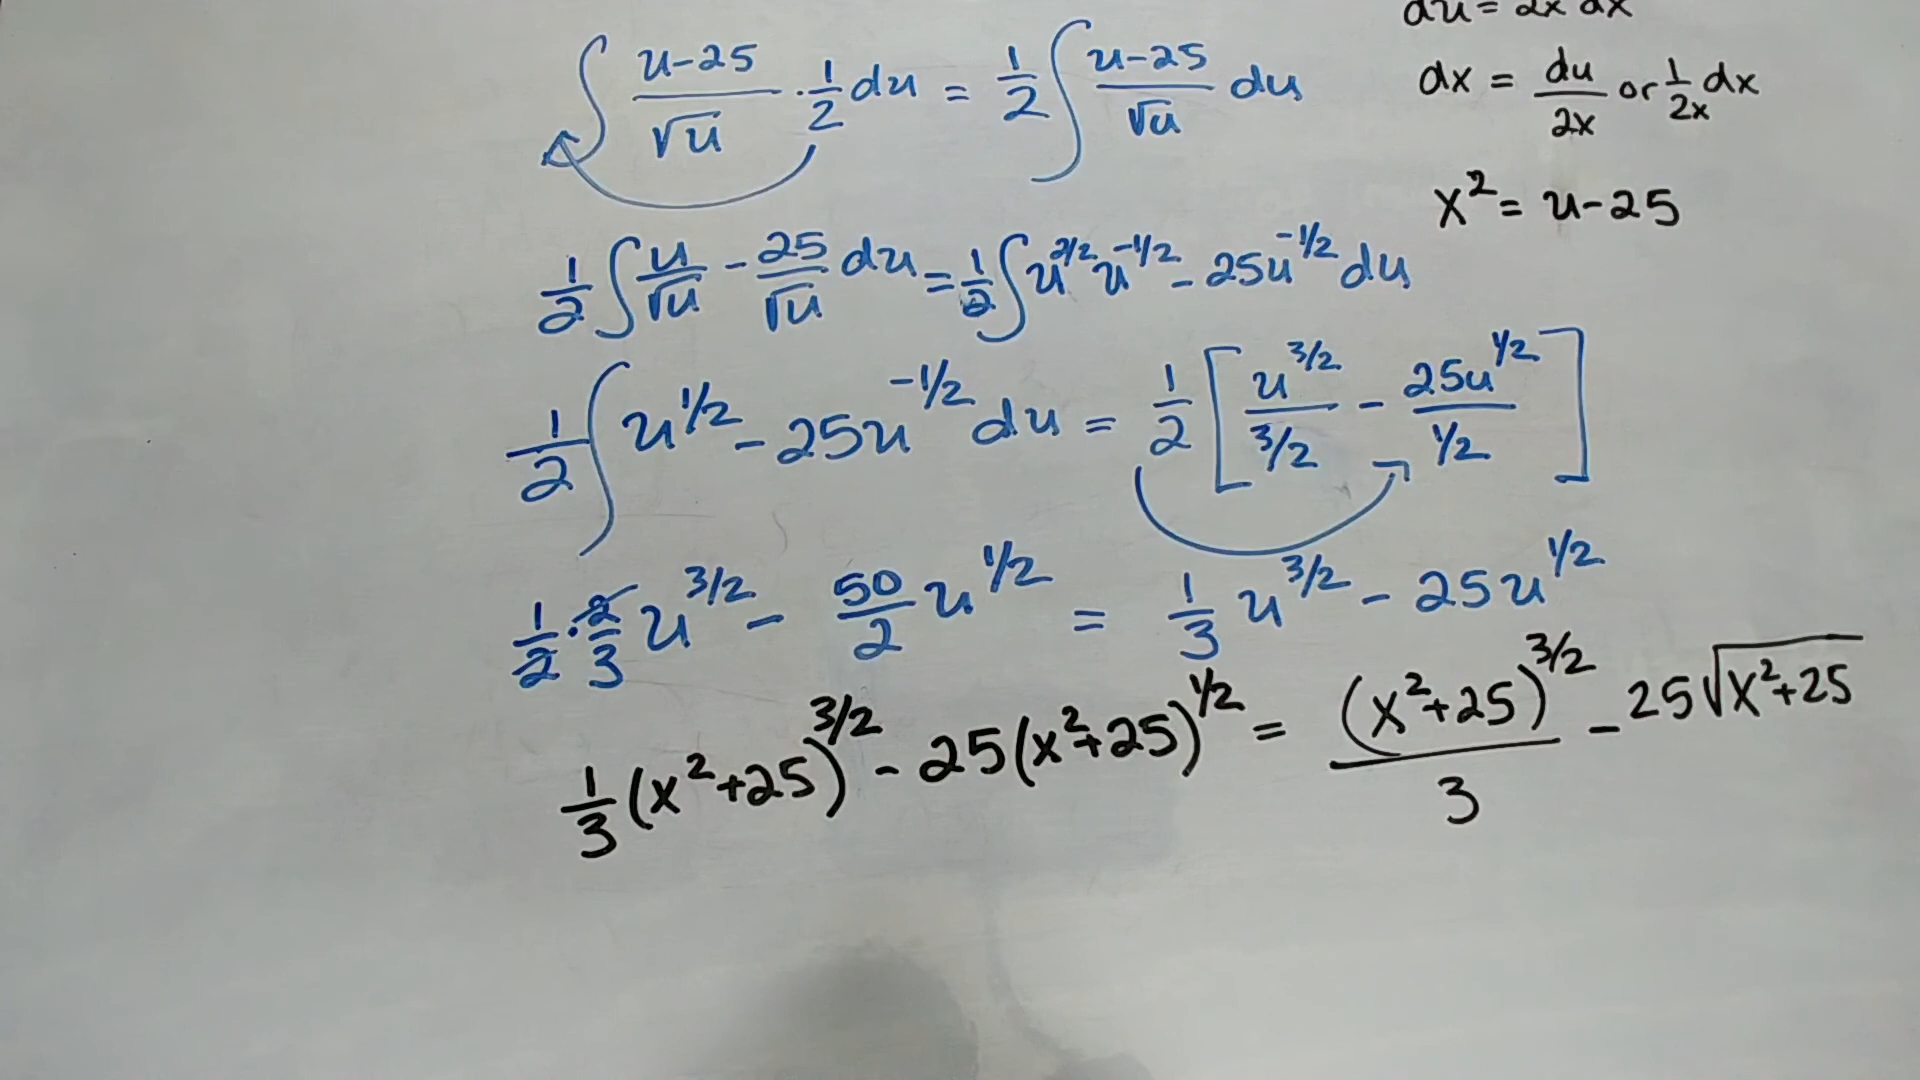 du = 2x dx
∫ (u-25)/√u · 1/2 du = 1/2 ∫ (u-25)/√u du
dx = du/2x or 1/2x dx
x² = u-25
1/2 ∫ u/√u - 25/√u du = 1/2 ∫ u^(2/2) u^(-1/2) - 25u^(-1/2) du
1/2 ∫ u^(1/2) - 25u^(-1/2) du = 1/2 [ u^(3/2)/(3/2) - 25u^(1/2)/(1/2) ]
1/2 · 2/3 u^(3/2) - 50/2 u^(1/2) = 1/3 u^(3/2) - 25u^(1/2)
1/3 (x²+25)^(3/2) - 25(x²+25)^(1/2) = (x²+25)^(3/2)/3 - 25√(x²+25)